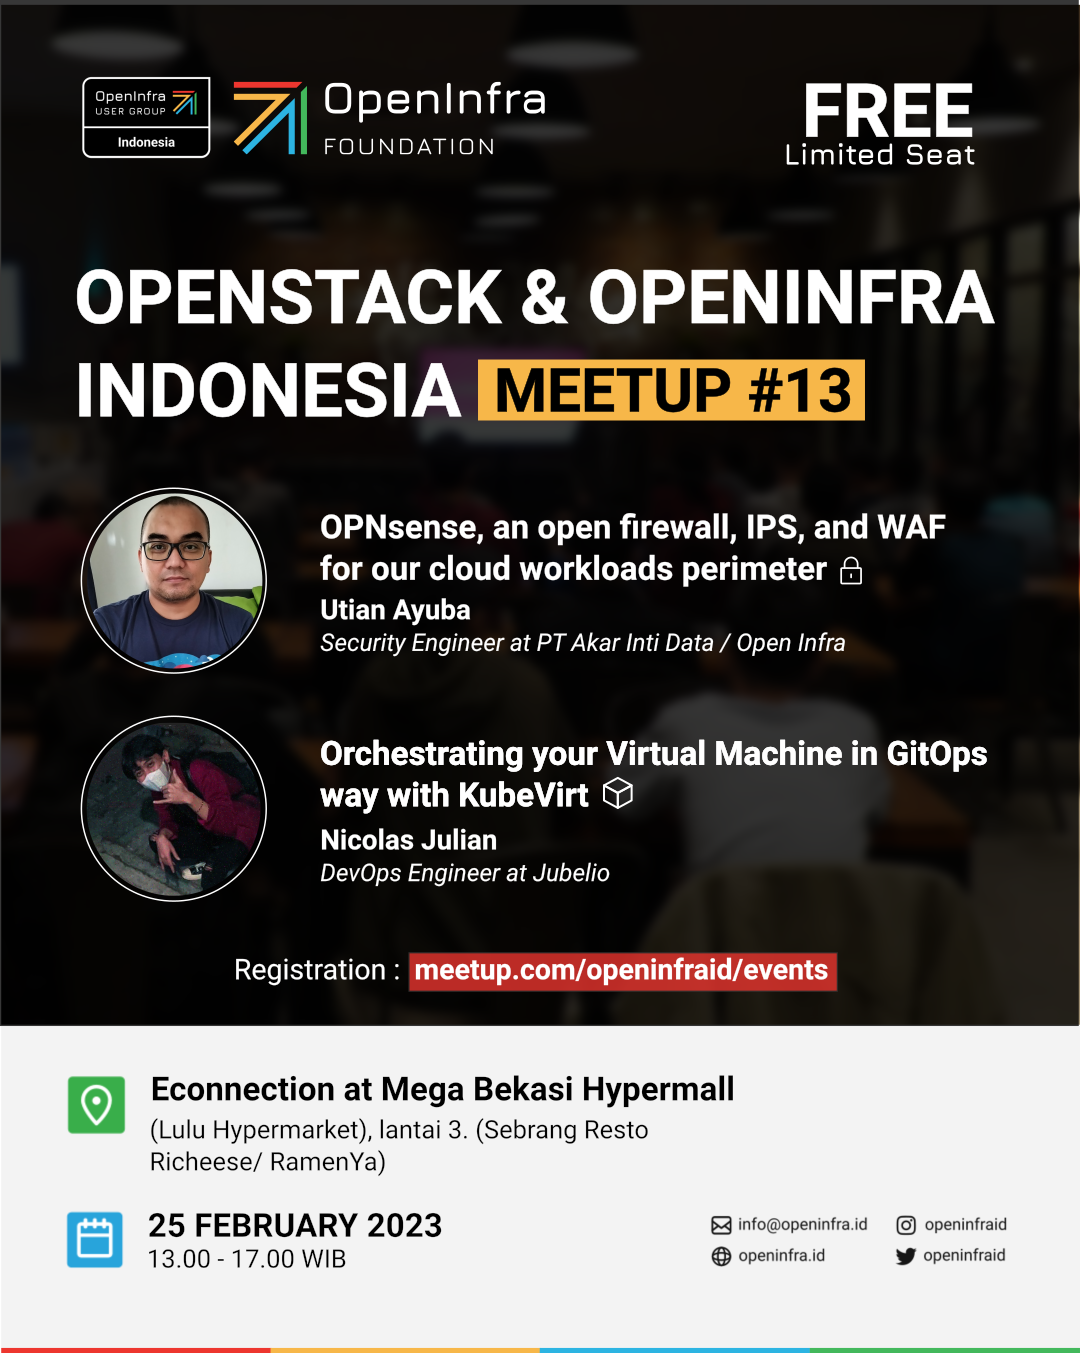 OpenInfra
USER GROUP
Indonesia
OpenInfra
FOUNDATION
FREE
Limited Seat
OPENSTACK & OPENINFRA
INDONESIA MEETUP #13
OPNsense, an open firewall, IPS, and WAF
for our cloud workloads perimeter
Utian Ayuba
Security Engineer at PT Akar Inti Data / Open Infra
Orchestrating your Virtual Machine in GitOps
way with KubeVirt
Nicolas Julian
DevOps Engineer at Jubelio
Registration : meetup.com/openinfraid/events
Econnection at Mega Bekasi Hypermall
(Lulu Hypermarket), lantai 3. (Sebrang Resto
Richeese/ RamenYa)
25 FEBRUARY 2023
13.00 - 17.00 WIB
info@openinfra.id
openinfraid
openinfra.id
openinfraid